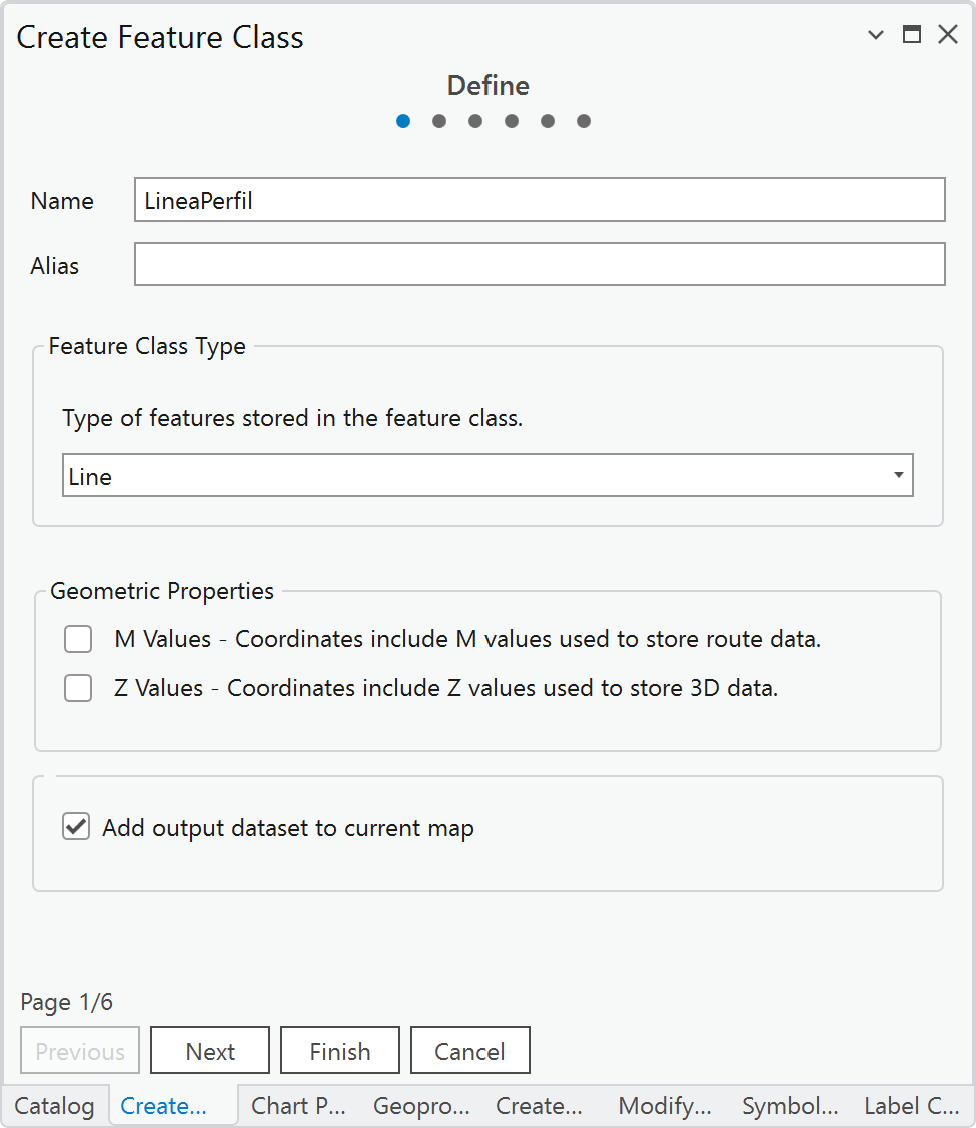 Create Feature Class
Define
Name LineaPerfil
Alias
Feature Class Type
Type of features stored in the feature class.
Line
Geometric Properties
M Values - Coordinates include M values used to store route data.
Z Values - Coordinates include Z values used to store 3D data.
Add output dataset to current map
Page 1/6
Previous Next Finish Cancel
Catalog Create... Chart P... Geopro... Create... Modify... Symbol... Label C...